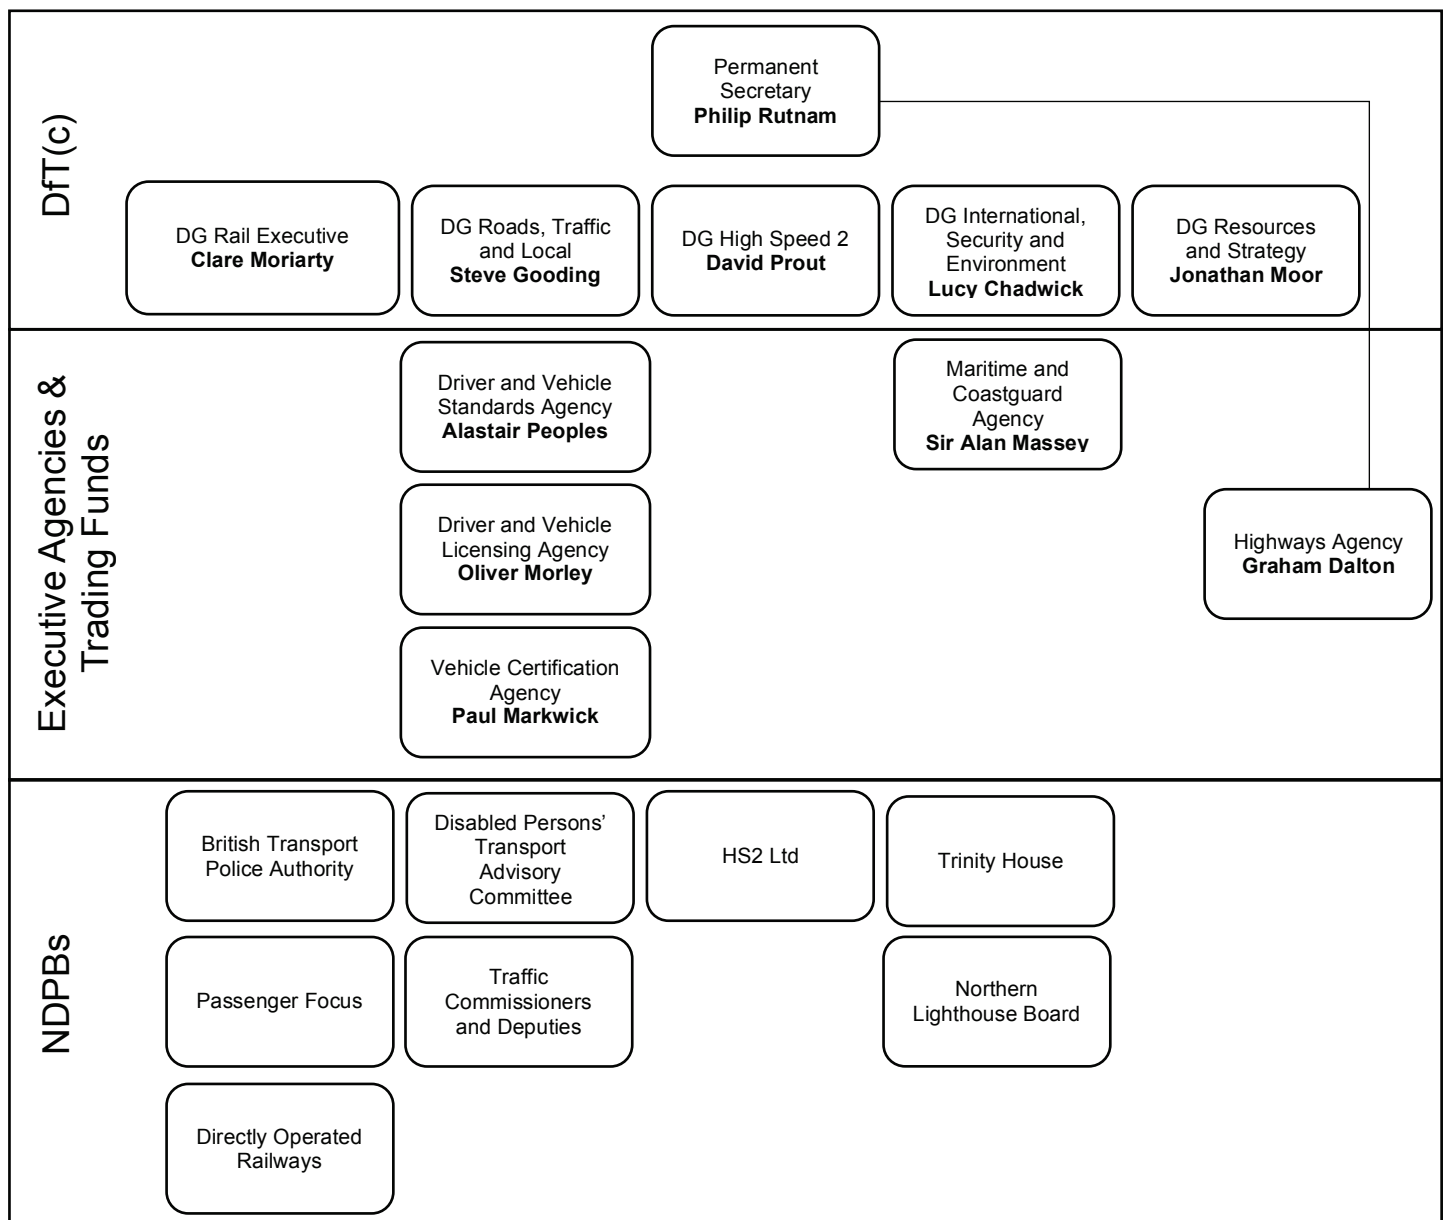 DfT(c)
Permanent
Secretary
Philip Rutnam
DG Rail Executive
Clare Moriarty
DG Roads, Traffic
and Local
Steve Gooding
DG High Speed 2
David Prout
DG International,
Security and
Environment
Lucy Chadwick
DG Resources
and Strategy
Jonathan Moor
Executive Agencies &
Trading Funds
Driver and Vehicle
Standards Agency
Alastair Peoples
Maritime and
Coastguard
Agency
Sir Alan Massey
Driver and Vehicle
Licensing Agency
Oliver Morley
Highways Agency
Graham Dalton
Vehicle Certification
Agency
Paul Markwick
NDPBs
British Transport
Police Authority
Disabled Persons’
Transport
Advisory
Committee
HS2 Ltd
Trinity House
Passenger Focus
Traffic
Commissioners
and Deputies
Northern
Lighthouse Board
Directly Operated
Railways